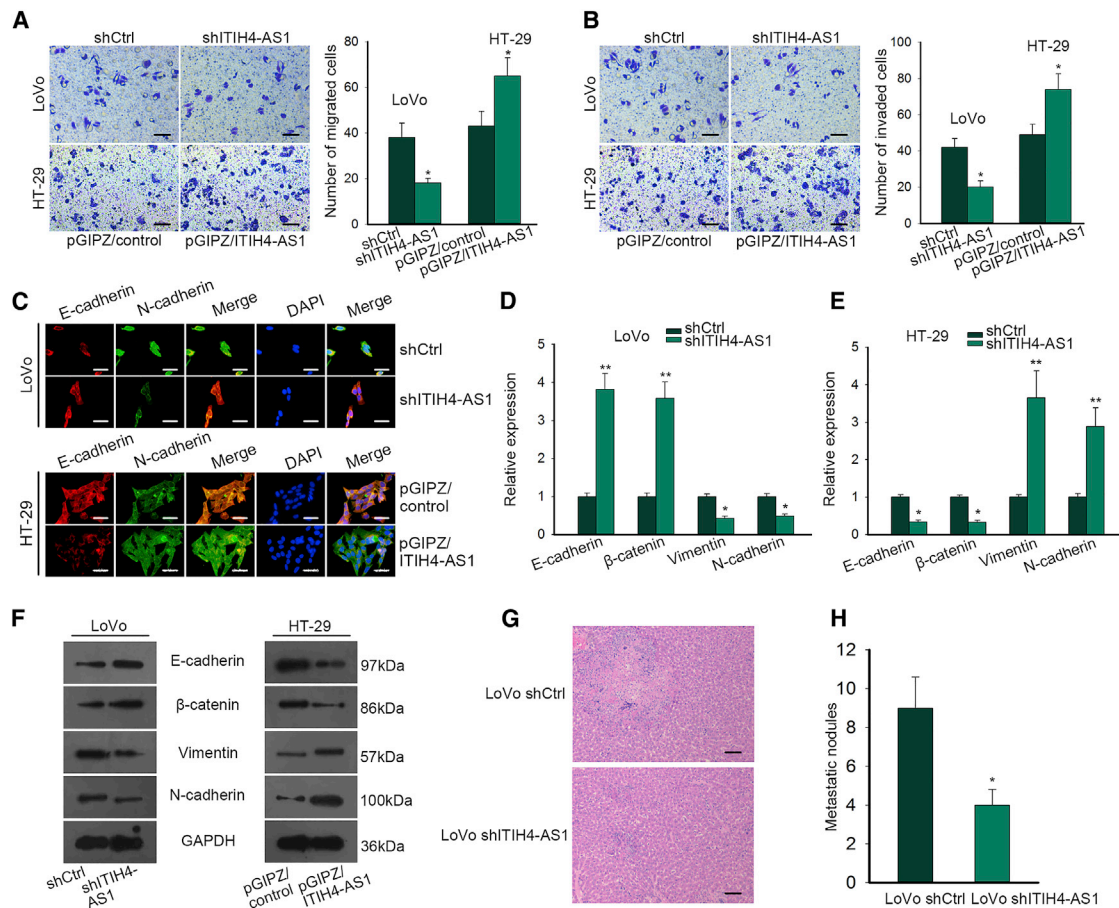 A
shCtrl
shITIH4-AS1
LoVo
HT-29
pGIPZ/control
pGIPZ/ITIH4-AS1
Number of migrated cells
80
60
40
20
0
LoVo
HT-29
*
*
shCtrl
shITIH4-AS1
pGIPZ/control
pGIPZ/ITIH4-AS1
B
shCtrl
shITIH4-AS1
LoVo
HT-29
pGIPZ/control
pGIPZ/ITIH4-AS1
Number of invaded cells
100
80
60
40
20
0
LoVo
HT-29
*
*
shCtrl
shITIH4-AS1
pGIPZ/control
pGIPZ/ITIH4-AS1
C
E-cadherin
N-cadherin
Merge
DAPI
Merge
LoVo
shCtrl
shITIH4-AS1
E-cadherin
N-cadherin
Merge
DAPI
Merge
HT-29
pGIPZ/
control
pGIPZ/
ITIH4-AS1
D
LoVo
shCtrl
shITIH4-AS1
Relative expression
5
4
3
2
1
0
**
**
*
*
E-cadherin
β-catenin
Vimentin
N-cadherin
E
HT-29
shCtrl
shITIH4-AS1
Relative expression
5
4
3
2
1
0
*
*
**
**
E-cadherin
β-catenin
Vimentin
N-cadherin
F
LoVo
HT-29
E-cadherin
97kDa
β-catenin
86kDa
Vimentin
57kDa
N-cadherin
100kDa
GAPDH
36kDa
shCtrl
shITIH4-
AS1
pGIPZ/
control
pGIPZ/
ITIH4-AS1
G
LoVo shCtrl
LoVo shITIH4-AS1
H
Metastatic nodules
12
10
8
6
4
2
0
*
LoVo shCtrl
LoVo shITIH4-AS1